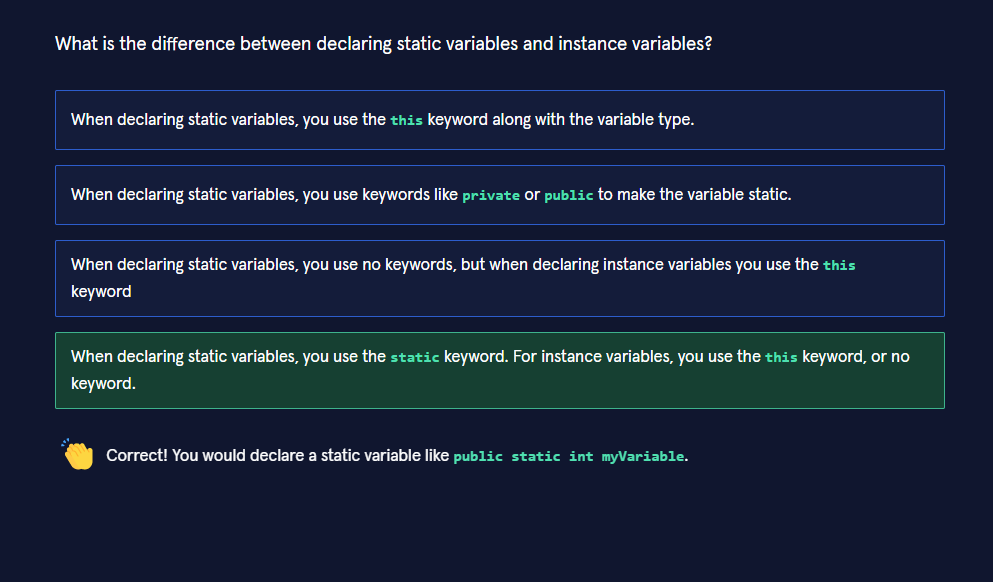 What is the difference between declaring static variables and instance variables?
When declaring static variables, you use the this keyword along with the variable type.
When declaring static variables, you use keywords like private or public to make the variable static.
When declaring static variables, you use no keywords, but when declaring instance variables you use the this
keyword
When declaring static variables, you use the static keyword. For instance variables, you use the this keyword, or no
keyword.
Correct! You would declare a static variable like public static int myVariable.